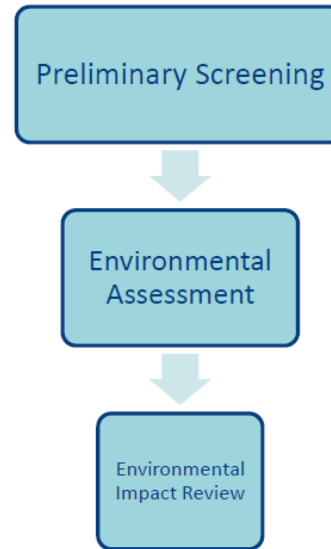 Preliminary Screening
Environmental
Assessment
Environmental
Impact Review